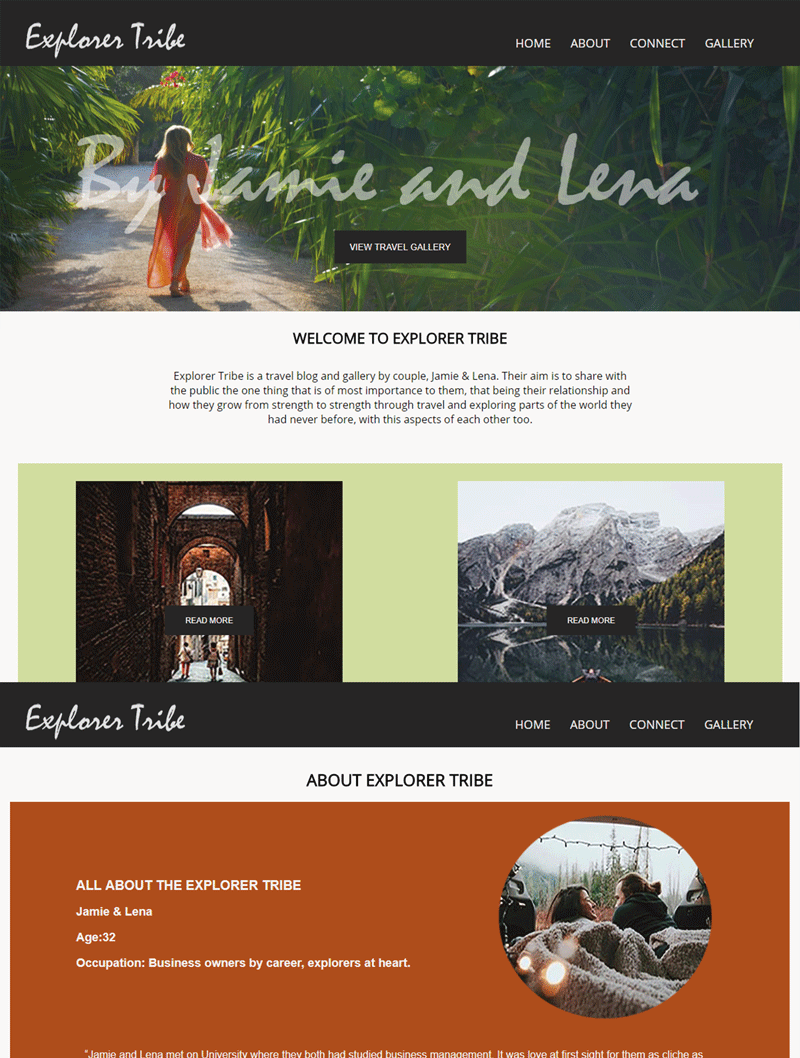 Explorer Tribe
HOME ABOUT CONNECT GALLERY
By Jamie and Lena
VIEW TRAVEL GALLERY
WELCOME TO EXPLORER TRIBE
Explorer Tribe is a travel blog and gallery by couple, Jamie & Lena. Their aim is to share with
the public the one thing that is of most importance to them, that being their relationship and
how they grow from strength to strength through travel and exploring parts of the world they
had never before, with this aspects of each other too.
READ MORE READ MORE
Explorer Tribe
HOME ABOUT CONNECT GALLERY
ABOUT EXPLORER TRIBE
ALL ABOUT THE EXPLORER TRIBE
Jamie & Lena
Age:32
Occupation: Business owners by career, explorers at heart.
"Jamie and Lena met on University where they both had studied business management. It was love at first sight for them as cliche as